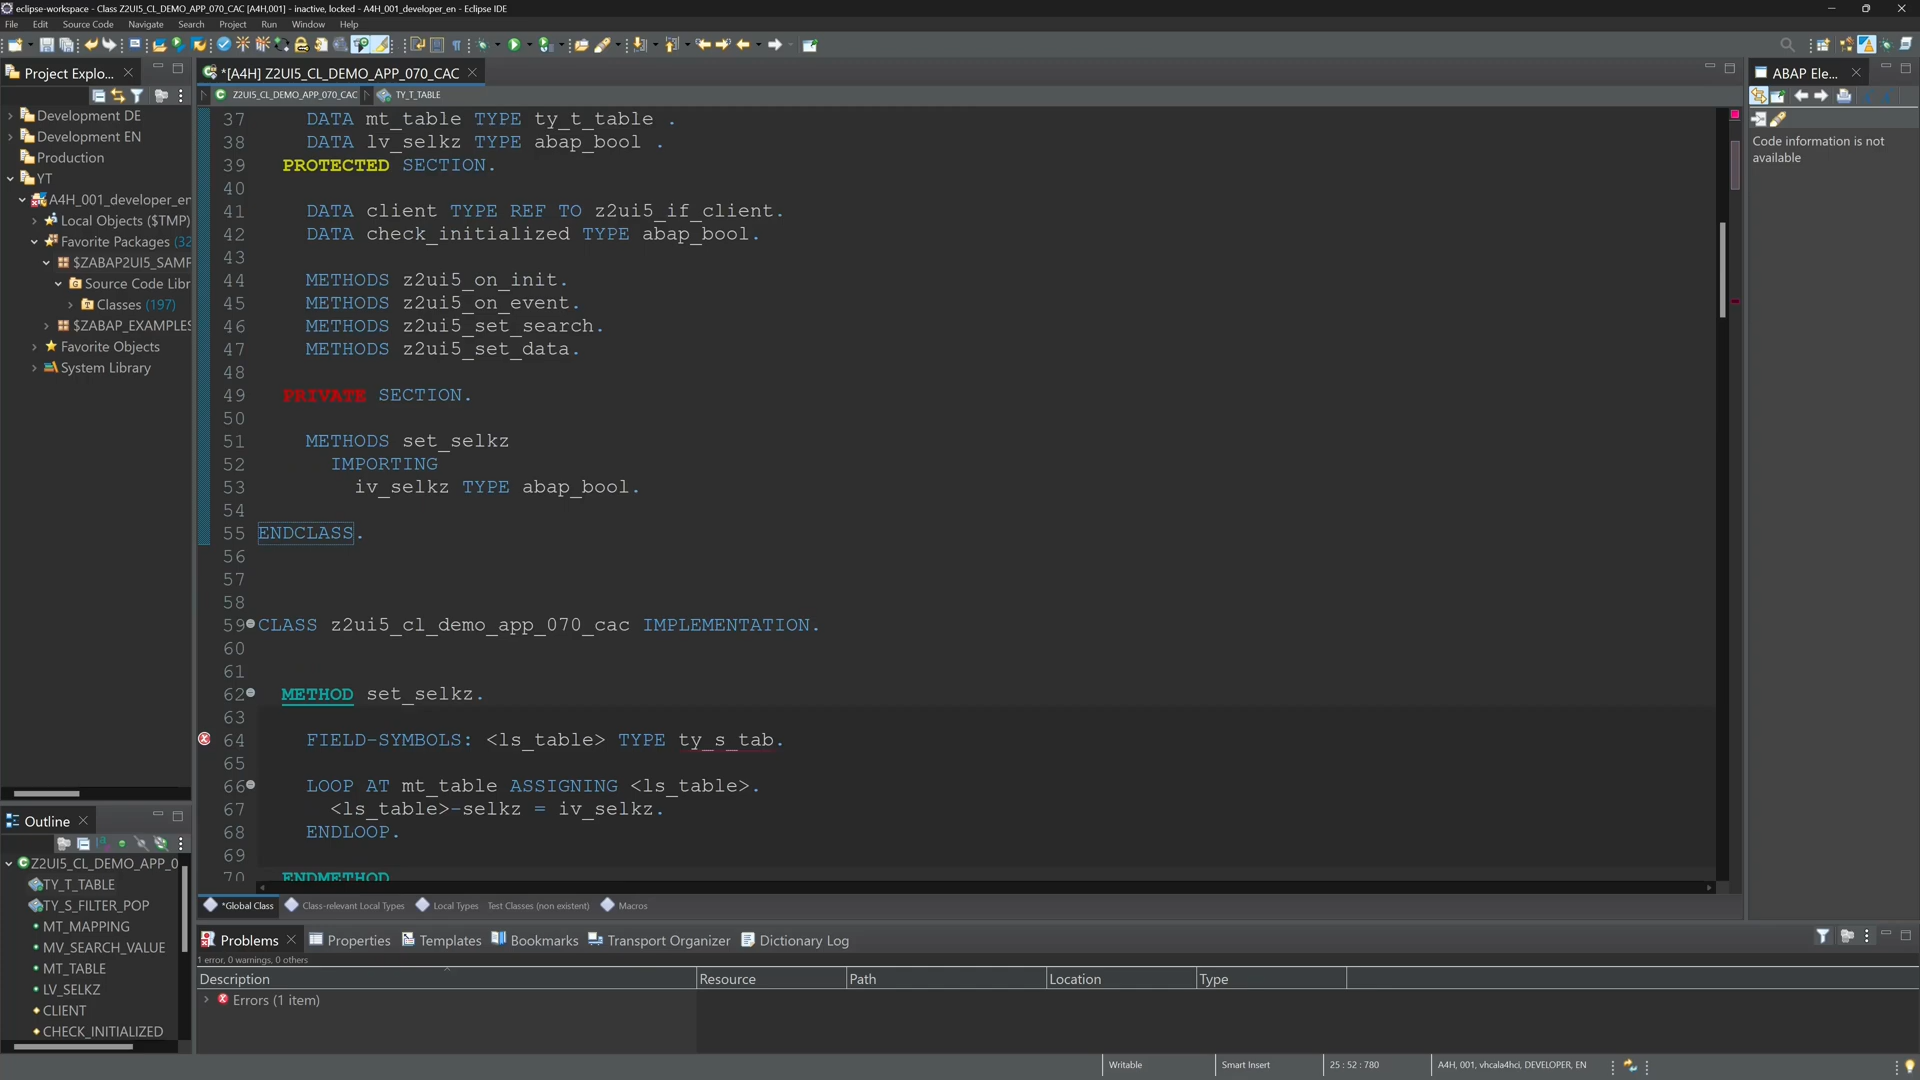 eclipse-workspace - Class Z2UI5_CL_DEMO_APP_070_CAC [A4H,001] - inactive, locked - A4H_001_developer_en - Eclipse IDE
File Edit Source Code Navigate Search Project Run Window Help
Project Explo...
*[A4H] Z2UI5_CL_DEMO_APP_070_CAC
ABAP Ele...
Z2UI5_CL_DEMO_APP_070_CAC
TY_T_TABLE
Development DE
Development EN
Production
YT
A4H_001_developer_en
Local Objects ($TMP)
Favorite Packages (32
$ZABAP2UI5_SAMP
Source Code Libr
Classes (197)
$ZABAP_EXAMPLES
Favorite Objects
System Library
37 DATA mt_table TYPE ty_t_table .
38 DATA lv_selkz TYPE abap_bool .
39 PROTECTED SECTION.
40
41 DATA client TYPE REF TO z2ui5_if_client.
42 DATA check_initialized TYPE abap_bool.
43
44 METHODS z2ui5_on_init.
45 METHODS z2ui5_on_event.
46 METHODS z2ui5_set_search.
47 METHODS z2ui5_set_data.
48
49 PRIVATE SECTION.
50
51 METHODS set_selkz
52 IMPORTING
53 iv_selkz TYPE abap_bool.
54
55 ENDCLASS.
56
57
58
59 CLASS z2ui5_cl_demo_app_070_cac IMPLEMENTATION.
60
61
62 METHOD set_selkz.
63
64 FIELD-SYMBOLS: <ls_table> TYPE ty_s_tab.
65
66 LOOP AT mt_table ASSIGNING <ls_table>.
67 <ls_table>-selkz = iv_selkz.
68 ENDLOOP.
69
70 ENDMETHOD
Code information is not
available
Outline
Z2UI5_CL_DEMO_APP_0
TY_T_TABLE
TY_S_FILTER_POP
MT_MAPPING
MV_SEARCH_VALUE
MT_TABLE
LV_SELKZ
CLIENT
CHECK_INITIALIZED
*Global Class Class-relevant Local Types Local Types Test Classes (non existent) Macros
Problems Properties Templates Bookmarks Transport Organizer Dictionary Log
1 error, 0 warnings, 0 others
Description Resource Path Location Type
Errors (1 item)
Writable Smart Insert 25 : 52 : 780 A4H, 001, vhcala4hci, DEVELOPER, EN